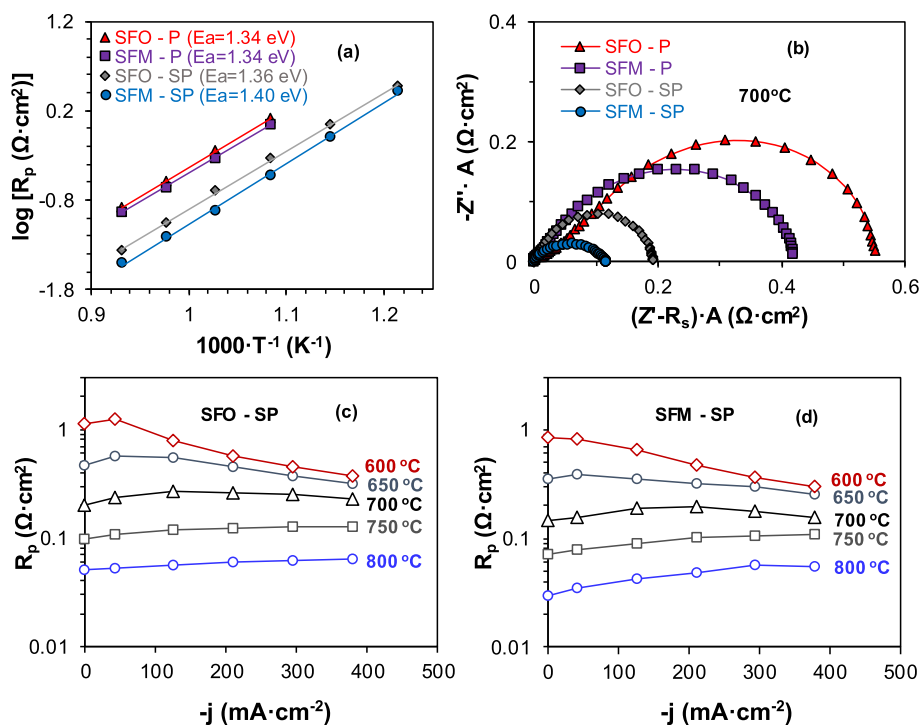 (a)
SFO - P (Ea=1.34 eV)
SFM - P (Ea=1.34 eV)
SFO - SP (Ea=1.36 eV)
SFM - SP (Ea=1.40 eV)
log [Rₚ (Ω·cm²)]
1.2
0.2
-0.8
-1.8
0.9
1
1.1
1.2
1000·T⁻¹ (K⁻¹)
(b)
SFO - P
SFM - P
SFO - SP
SFM - SP
700ºC
-Z''· A (Ω·cm²)
0.4
0.2
0
0
0.2
0.4
0.6
(Z'-Rₛ)·A (Ω·cm²)
SFO - SP
(c)
Rₚ (Ω·cm²)
1
0.1
0.01
600 ºC
650 ºC
700 ºC
750 ºC
800 ºC
0
100
200
300
400
500
-j (mA·cm⁻²)
SFM - SP
(d)
Rₚ (Ω·cm²)
1
0.1
0.01
600 ºC
650 ºC
700 ºC
750 ºC
800 ºC
0
100
200
300
400
500
-j (mA·cm⁻²)